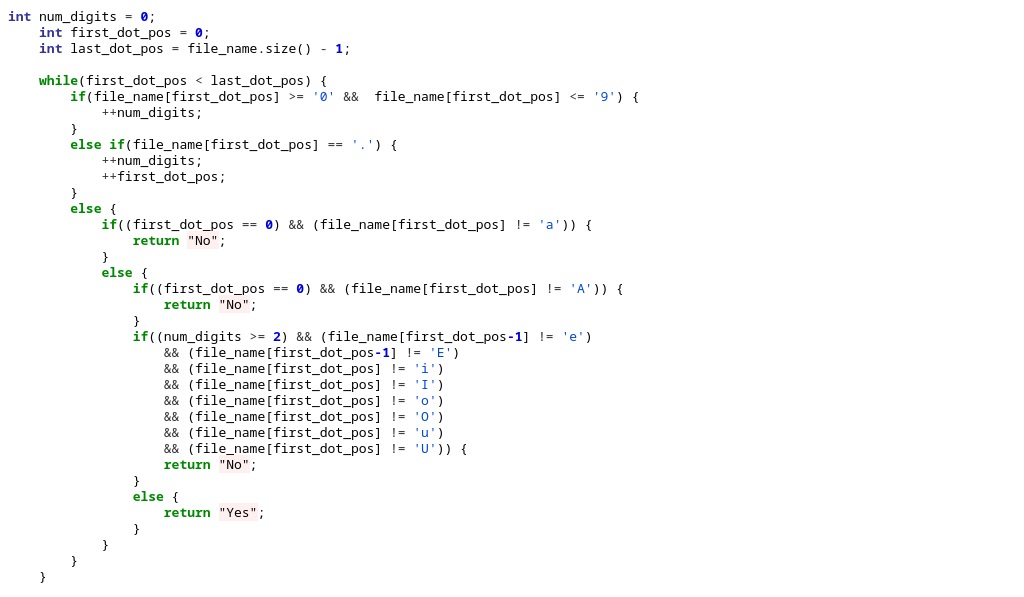 int num_digits = 0;
    int first_dot_pos = 0;
    int last_dot_pos = file_name.size() - 1;

    while(first_dot_pos < last_dot_pos) {
        if(file_name[first_dot_pos] >= '0' &&  file_name[first_dot_pos] <= '9') {
            ++num_digits;
        }
        else if(file_name[first_dot_pos] == '.') {
            ++num_digits;
            ++first_dot_pos;
        }
        else {
            if((first_dot_pos == 0) && (file_name[first_dot_pos] != 'a')) {
                return "No";
            }
            else {
                if((first_dot_pos == 0) && (file_name[first_dot_pos] != 'A')) {
                    return "No";
                }
                if((num_digits >= 2) && (file_name[first_dot_pos-1] != 'e')
                    && (file_name[first_dot_pos-1] != 'E')
                    && (file_name[first_dot_pos] != 'i')
                    && (file_name[first_dot_pos] != 'I')
                    && (file_name[first_dot_pos] != 'o')
                    && (file_name[first_dot_pos] != 'O')
                    && (file_name[first_dot_pos] != 'u')
                    && (file_name[first_dot_pos] != 'U')) {
                    return "No";
                }
                else {
                    return "Yes";
                }
            }
        }
    }